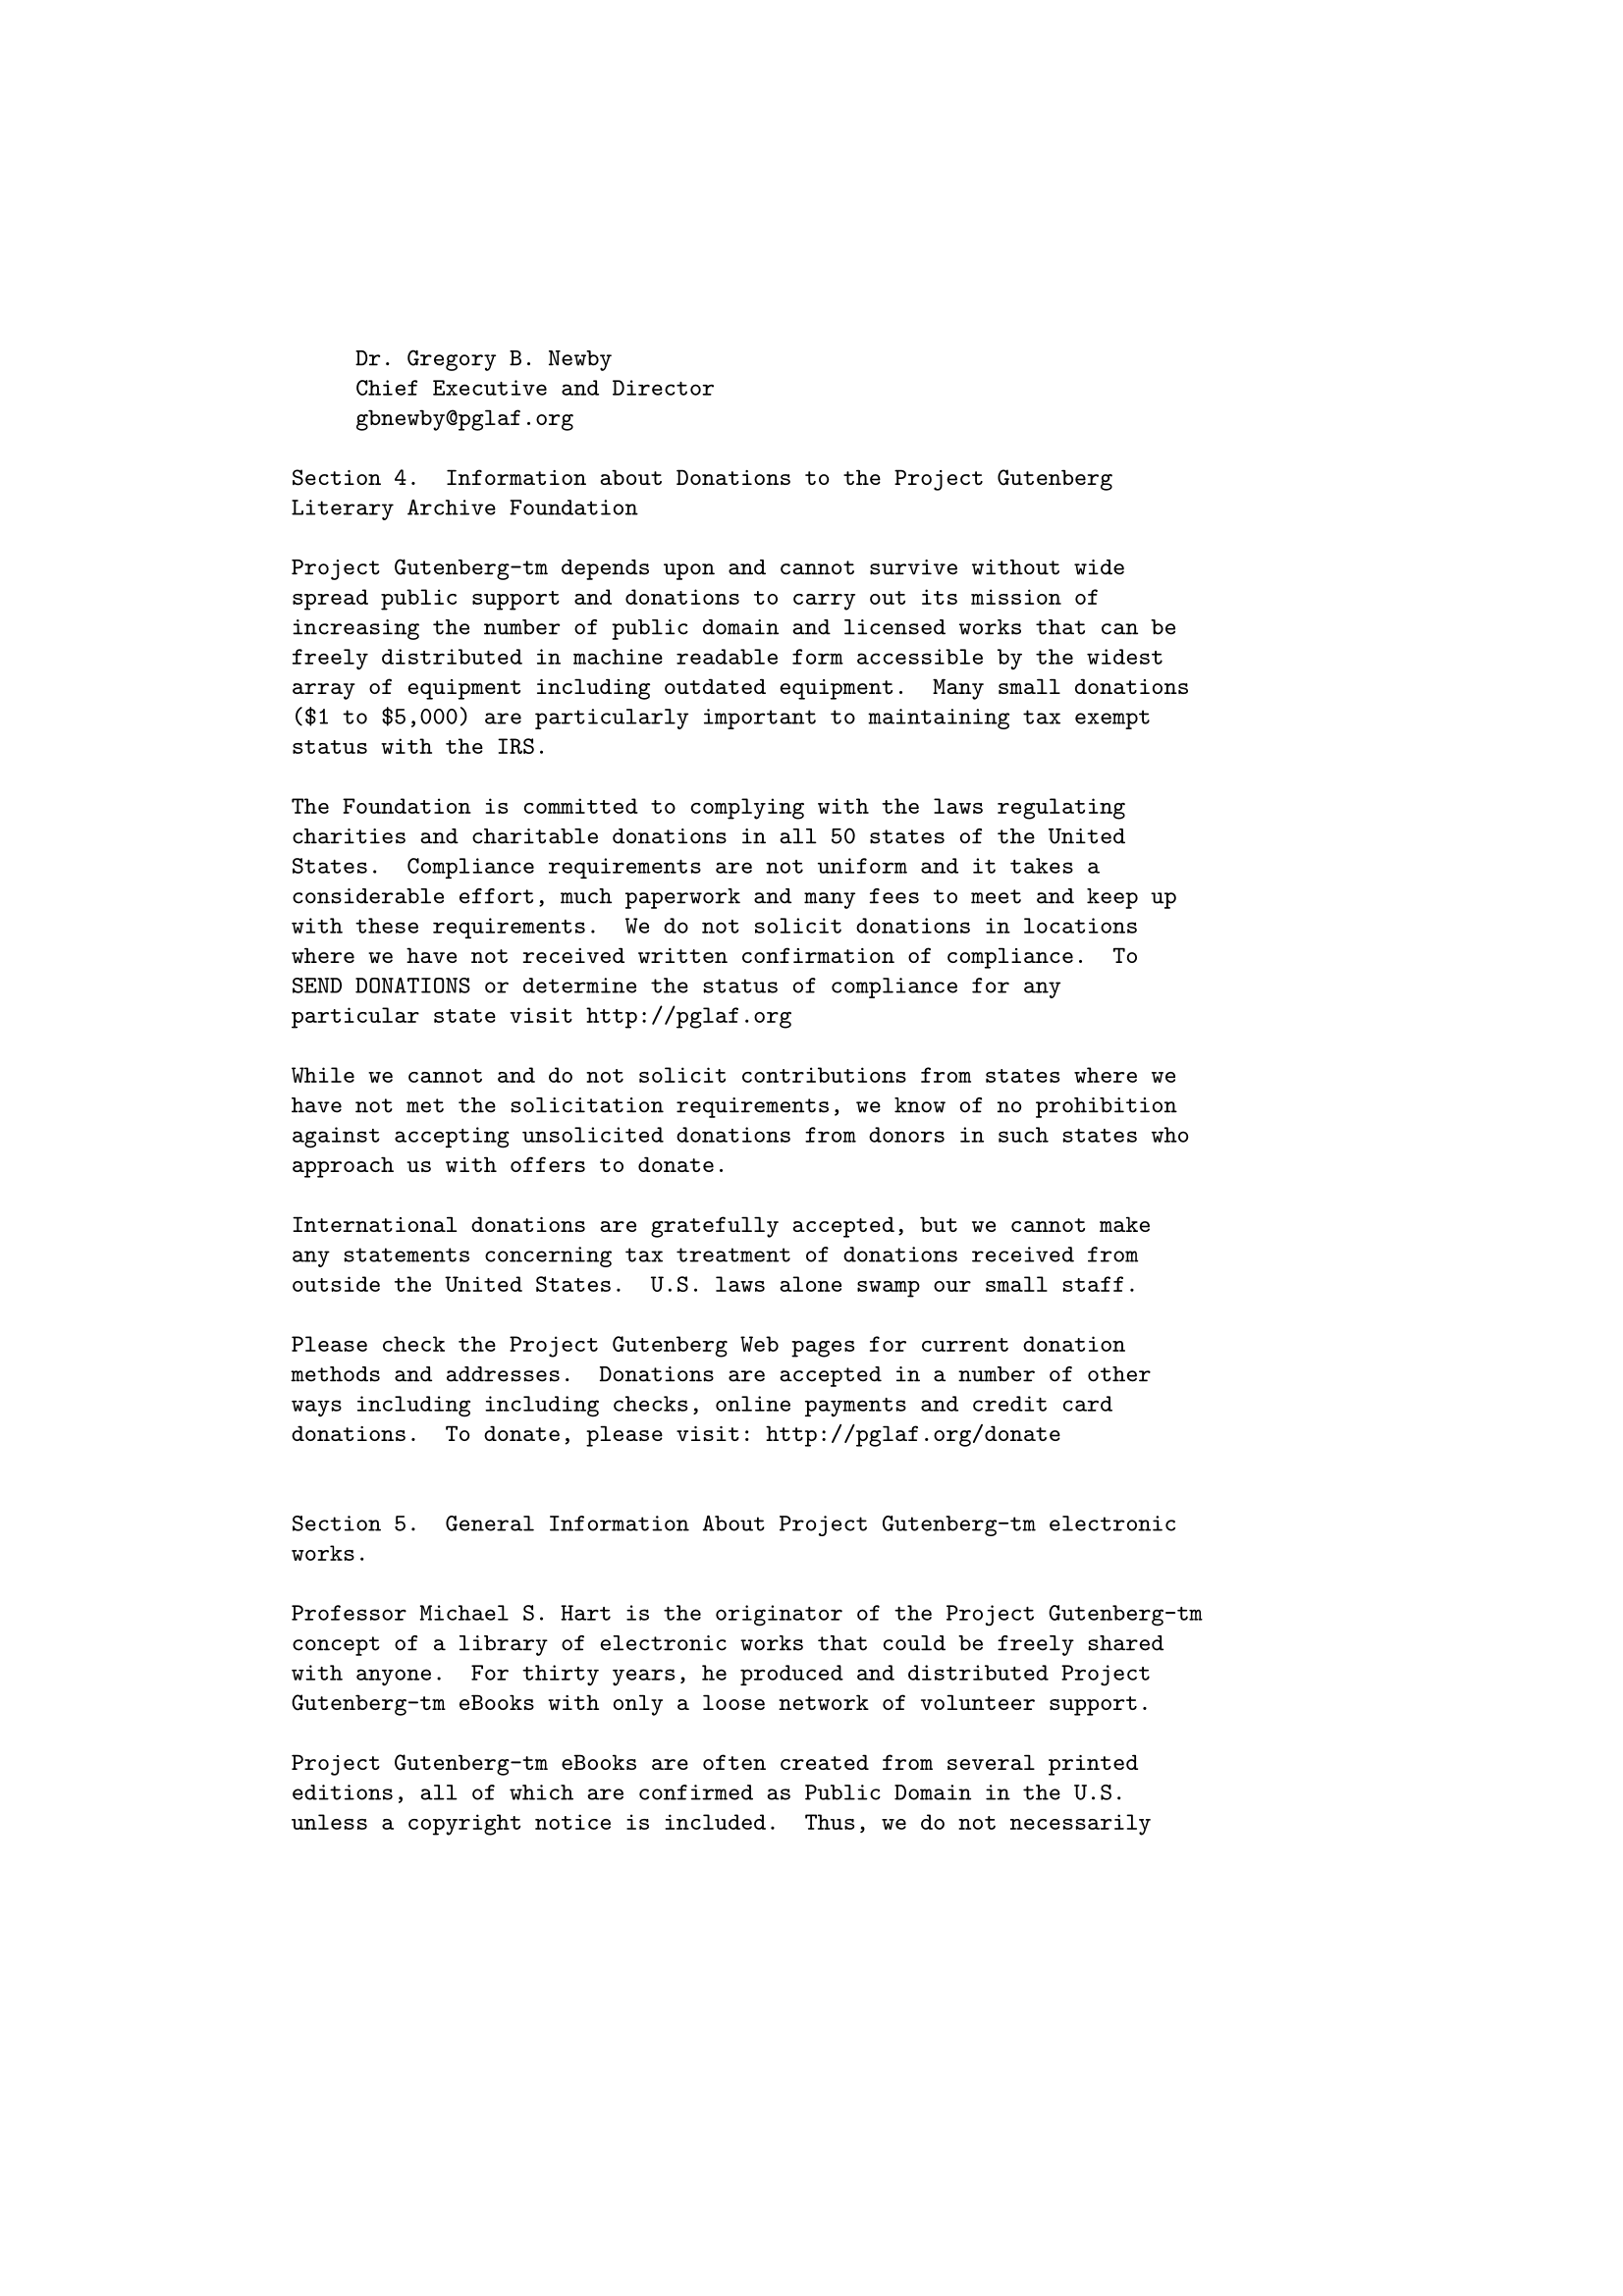 Dr. Gregory B. Newby
Chief Executive and Director
gbnewby@pglaf.org
Section 4.  Information about Donations to the Project Gutenberg
Literary Archive Foundation
Project Gutenberg-tm depends upon and cannot survive without wide
spread public support and donations to carry out its mission of
increasing the number of public domain and licensed works that can be
freely distributed in machine readable form accessible by the widest
array of equipment including outdated equipment.  Many small donations
($1 to $5,000) are particularly important to maintaining tax exempt
status with the IRS.
The Foundation is committed to complying with the laws regulating
charities and charitable donations in all 50 states of the United
States.  Compliance requirements are not uniform and it takes a
considerable effort, much paperwork and many fees to meet and keep up
with these requirements.  We do not solicit donations in locations
where we have not received written confirmation of compliance.  To
SEND DONATIONS or determine the status of compliance for any
particular state visit http://pglaf.org
While we cannot and do not solicit contributions from states where we
have not met the solicitation requirements, we know of no prohibition
against accepting unsolicited donations from donors in such states who
approach us with offers to donate.
International donations are gratefully accepted, but we cannot make
any statements concerning tax treatment of donations received from
outside the United States.  U.S. laws alone swamp our small staff.
Please check the Project Gutenberg Web pages for current donation
methods and addresses.  Donations are accepted in a number of other
ways including including checks, online payments and credit card
donations.  To donate, please visit: http://pglaf.org/donate
Section 5.  General Information About Project Gutenberg-tm electronic
works.
Professor Michael S. Hart is the originator of the Project Gutenberg-tm
concept of a library of electronic works that could be freely shared
with anyone.  For thirty years, he produced and distributed Project
Gutenberg-tm eBooks with only a loose network of volunteer support.
Project Gutenberg-tm eBooks are often created from several printed
editions, all of which are confirmed as Public Domain in the U.S.
unless a copyright notice is included.  Thus, we do not necessarily